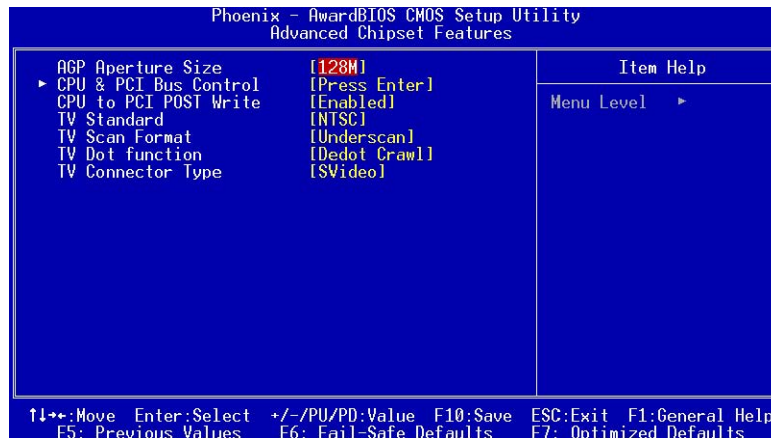 Phoenix - AwardBIOS CMOS Setup Utility
Advanced Chipset Features
AGP Aperture Size [128M]
► CPU & PCI Bus Control [Press Enter]
CPU to PCI POST Write [Enabled]
TV Standard [NTSC]
TV Scan Format [Underscan]
TV Dot function [Dedot Crawl]
TV Connector Type [SVideo]
Item Help
Menu Level ►
↑↓→←:Move Enter:Select +/-/PU/PD:Value F10:Save ESC:Exit F1:General Help
F5: Previous Values F6: Fail-Safe Defaults F7: Optimized Defaults